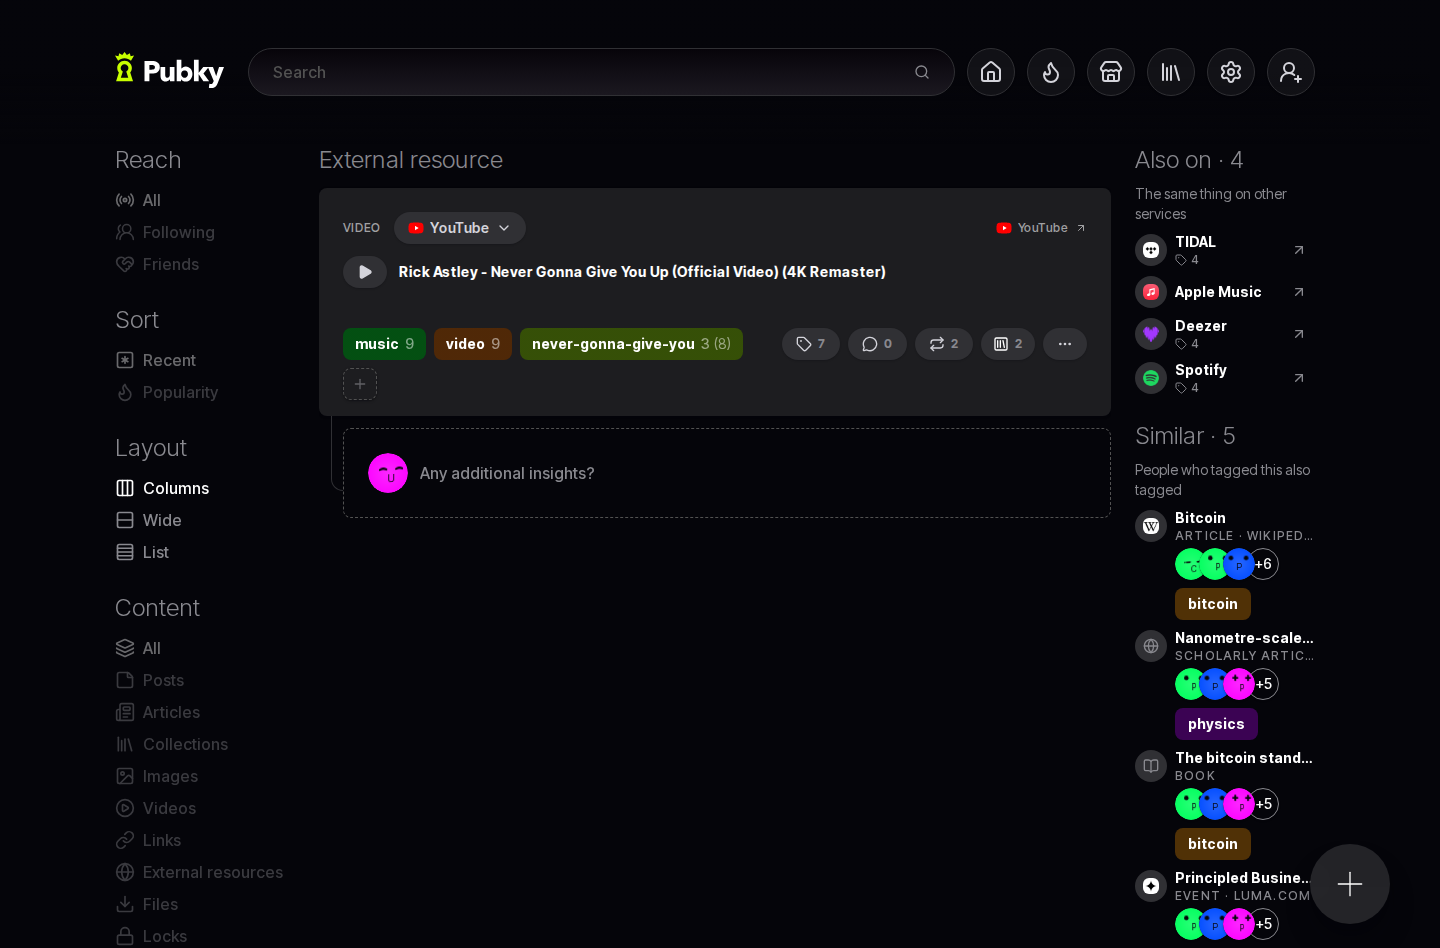 Pubky
Search
Reach
All
Following
Friends
Sort
Recent
Popularity
Layout
Columns
Wide
List
Content
All
Posts
Articles
Collections
Images
Videos
Links
External resources
Files
Locks
External resource
VIDEO
YouTube
YouTube
Rick Astley - Never Gonna Give You Up (Official Video) (4K Remaster)
music 9
video 9
never-gonna-give-you 3 (8)
7
0
2
2
Any additional insights?
Also on · 4
The same thing on other
services
TIDAL
4
Apple Music
Deezer
4
Spotify
4
Similar · 5
People who tagged this also
tagged
Bitcoin
ARTICLE · WIKIPED...
+6
bitcoin
Nanometre-scale...
SCHOLARLY ARTIC...
+5
physics
The bitcoin stand...
BOOK
+5
bitcoin
Principled Busine...
EVENT · LUMA.COM
+5